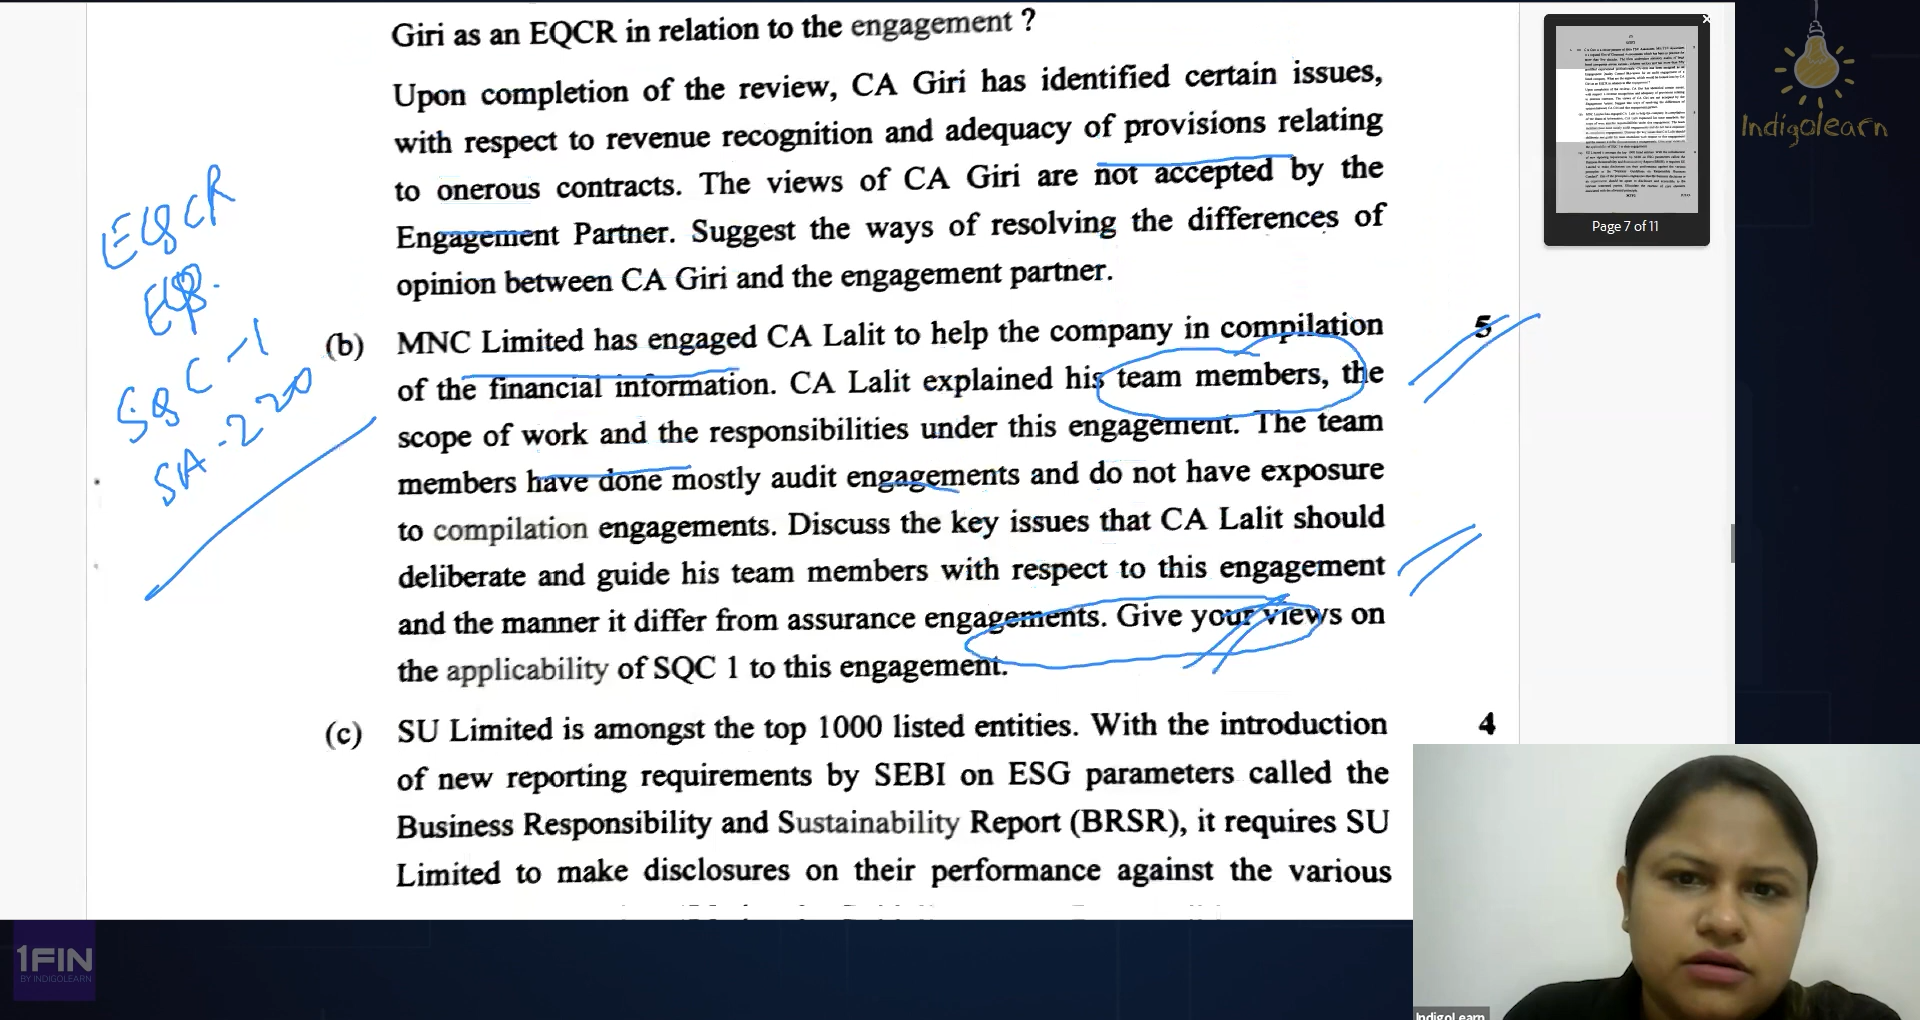 Giri as an EQCR in relation to the engagement ?
Upon completion of the review, CA Giri has identified certain issues,
with respect to revenue recognition and adequacy of provisions relating
to onerous contracts. The views of CA Giri are not accepted by the
Engagement Partner. Suggest the ways of resolving the differences of
opinion between CA Giri and the engagement partner.
(b) MNC Limited has engaged CA Lalit to help the company in compilation 5
of the financial information. CA Lalit explained his team members, the
scope of work and the responsibilities under this engagement. The team
members have done mostly audit engagements and do not have exposure
to compilation engagements. Discuss the key issues that CA Lalit should
deliberate and guide his team members with respect to this engagement
and the manner it differ from assurance engagements. Give your views on
the applicability of SQC 1 to this engagement.
(c) SU Limited is amongst the top 1000 listed entities. With the introduction 4
of new reporting requirements by SEBI on ESG parameters called the
Business Responsibility and Sustainability Report (BRSR), it requires SU
Limited to make disclosures on their performance against the various
EQCR
SQC-1
SA-220
Page 7 of 11
Indigolearn
1FIN
BY INDIGOLEARN
IndigoLearn